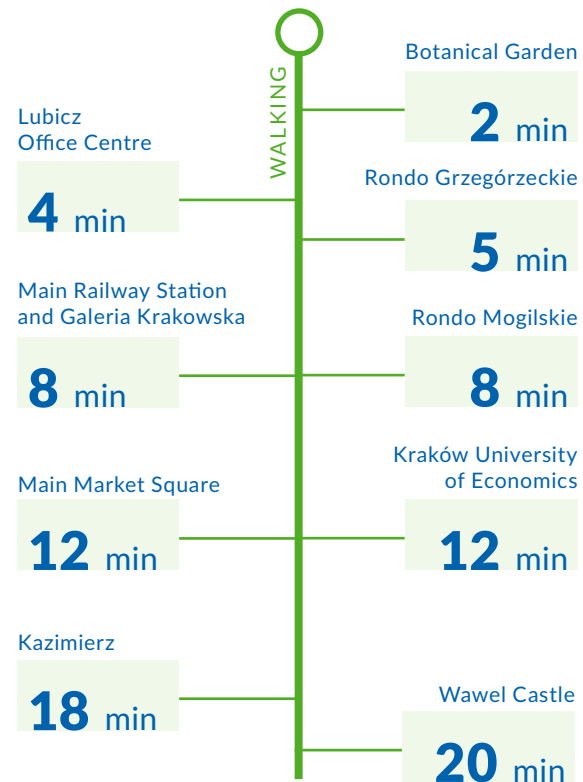 WALKING
Botanical Garden
2 min
Lubicz
Office Centre
4 min
Rondo Grzegórzeckie
5 min
Main Railway Station
and Galeria Krakowska
8 min
Rondo Mogilskie
8 min
Main Market Square
12 min
Kraków University
of Economics
12 min
Kazimierz
18 min
Wawel Castle
20 min